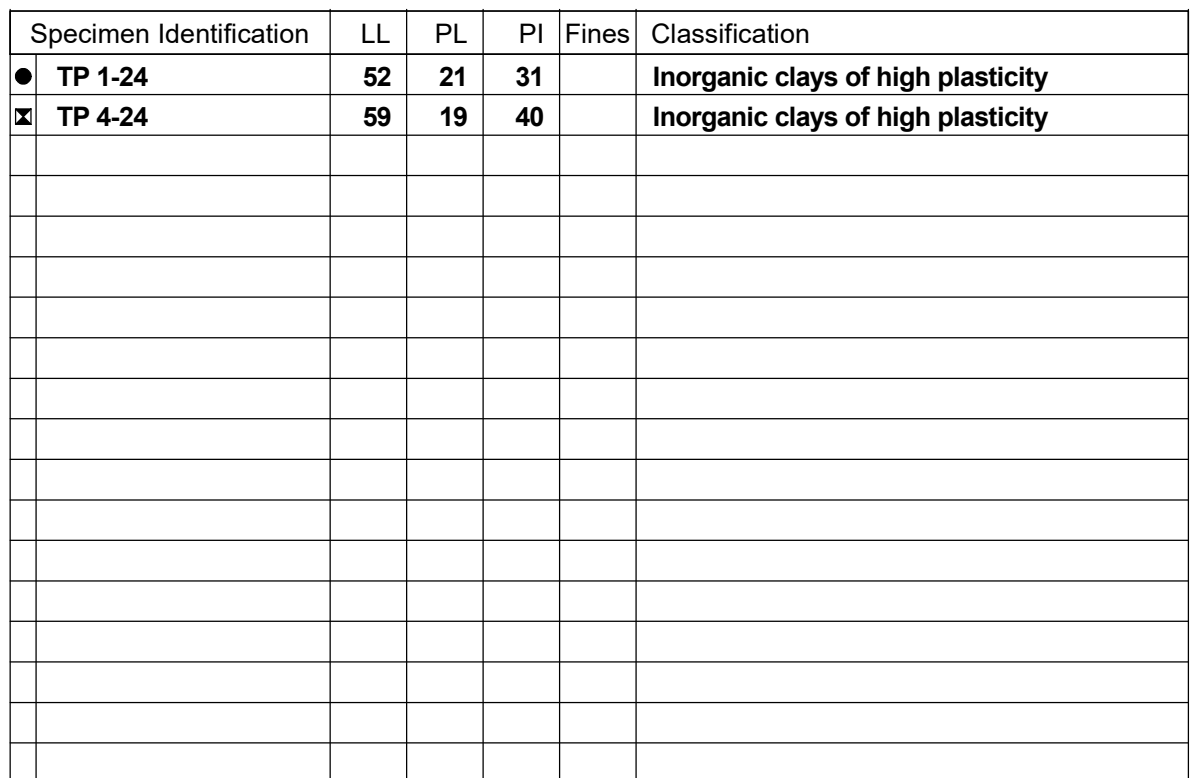 Specimen Identification LL PL PI Fines Classification
TP 1-24 52 21 31 Inorganic clays of high plasticity
TP 4-24 59 19 40 Inorganic clays of high plasticity